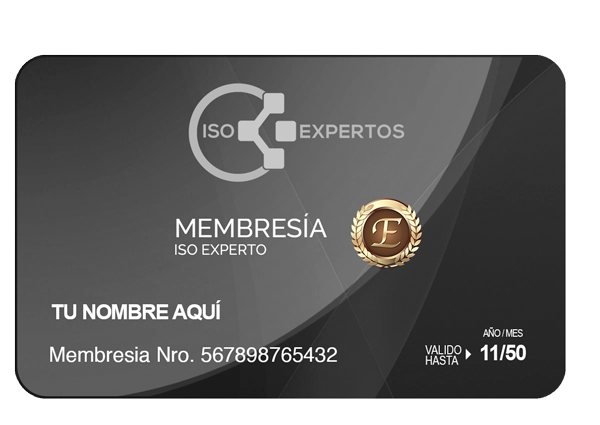 ISO EXPERTOS
MEMBRESÍA
ISO EXPERTO
E
TU NOMBRE AQUÍ
Membresia Nro. 567898765432
AÑO / MES
VALIDO
HASTA
11/50